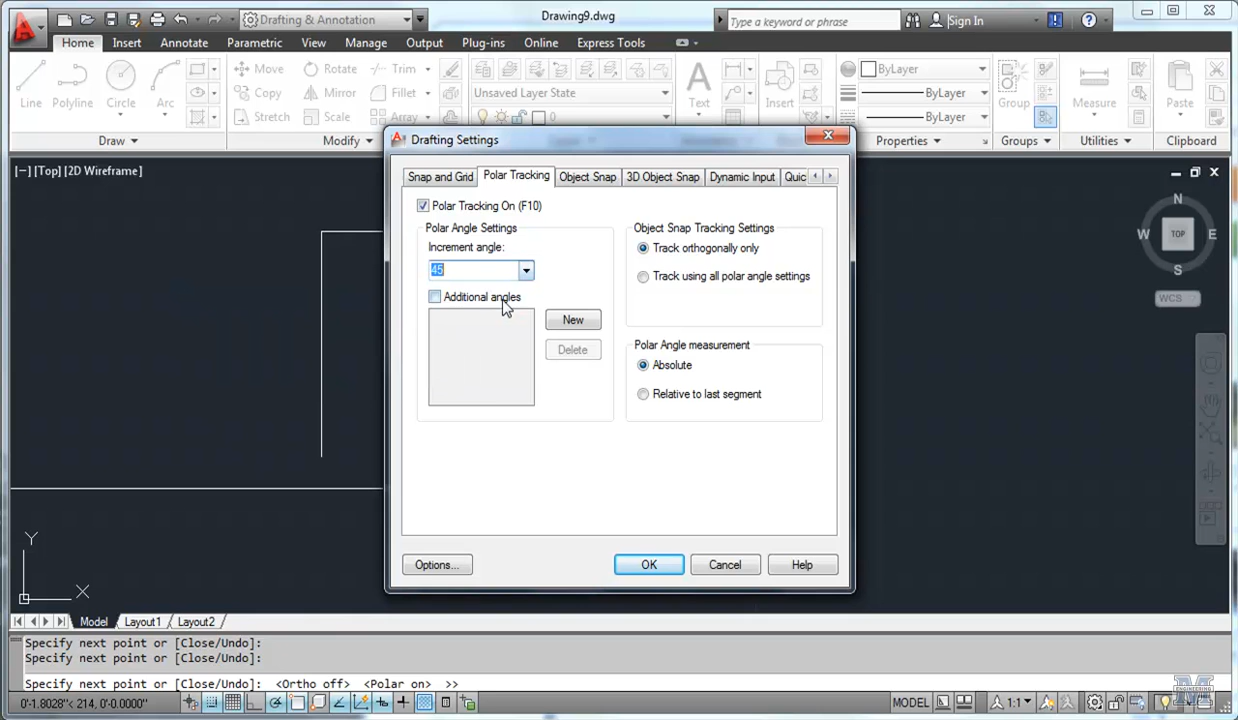 Drafting & Annotation
Drawing9.dwg
Type a keyword or phrase
Sign In
Home Insert Annotate Parametric View Manage Output Plug-ins Online Express Tools
Line Polyline Circle Arc
Move Rotate Trim
Copy Mirror Fillet
Stretch Scale Array
Unsaved Layer State
0
Text Insert
ByLayer
ByLayer
ByLayer
Group Measure Paste
Draw Modify Properties Groups Utilities Clipboard
[−] [Top] [2D Wireframe]
Drafting Settings
Snap and Grid Polar Tracking Object Snap 3D Object Snap Dynamic Input Quic
Polar Tracking On (F10)
Polar Angle Settings
Increment angle:
45
Additional angles
New
Delete
Object Snap Tracking Settings
Track orthogonally only
Track using all polar angle settings
Polar Angle measurement
Absolute
Relative to last segment
Options... OK Cancel Help
N
W TOP E
S
WCS
Y
X
Model Layout1 Layout2
Specify next point or [Close/Undo]:
Specify next point or [Close/Undo]:
Specify next point or [Close/Undo]: <Ortho off> <Polar on> >>
0'-1.8028"< 214, 0'-0.0000"
MODEL
1:1
ENGINEERING